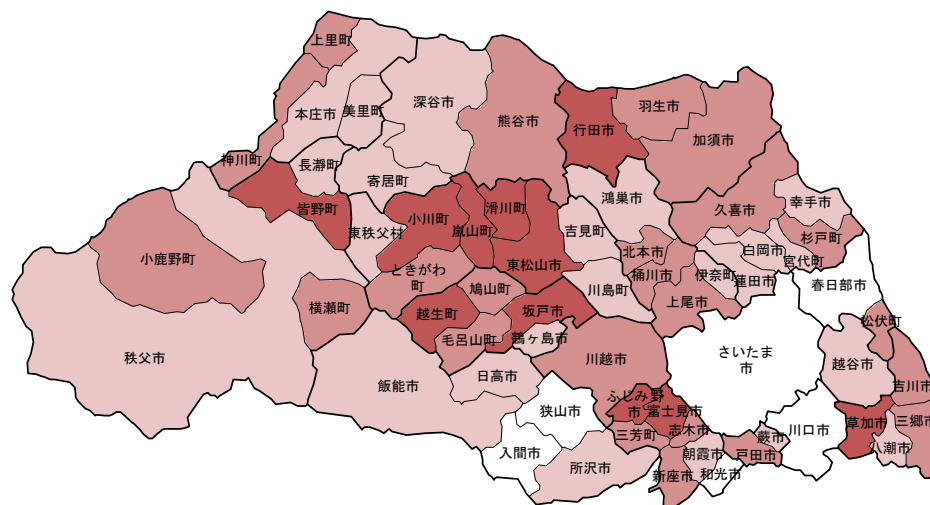 上里町
本庄市
美里町
深谷市
熊谷市
行田市
羽生市
加須市
神川町
長瀞町
寄居町
皆野町
東秩父村
小川町
嵐山町
滑川町
東松山市
吉見町
鴻巣市
久喜市
幸手市
杉戸町
宮代町
白岡市
蓮田市
伊奈町
北本市
桶川市
上尾市
川島町
春日部市
小鹿野町
横瀬町
秩父市
ときがわ
町
鳩山町
越生町
毛呂山町
坂戸市
鶴ヶ島市
日高市
飯能市
川越市
さいたま
市
越谷市
松伏町
吉川市
三郷市
草加市
八潮市
川口市
蕨市
戸田市
狭山市
入間市
所沢市
ふじみ野
市
富士見市
志木市
三芳町
新座市
朝霞市
和光市